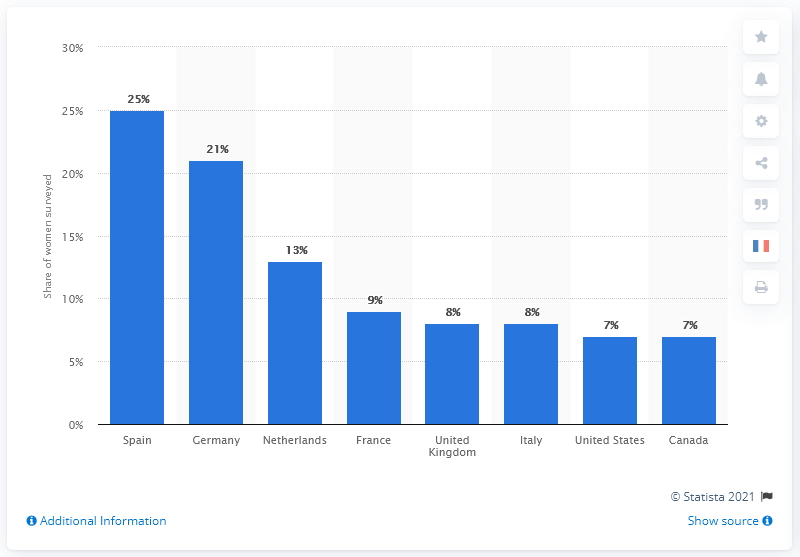 30%
25%
20%
15%
10%
5%
0%
Share of women surveyed
25%
21%
13%
9%
8%
8%
7%
7%
Spain
Germany
Netherlands
France
United
Kingdom
Italy
United States
Canada
© Statista 2021
Additional Information
Show source